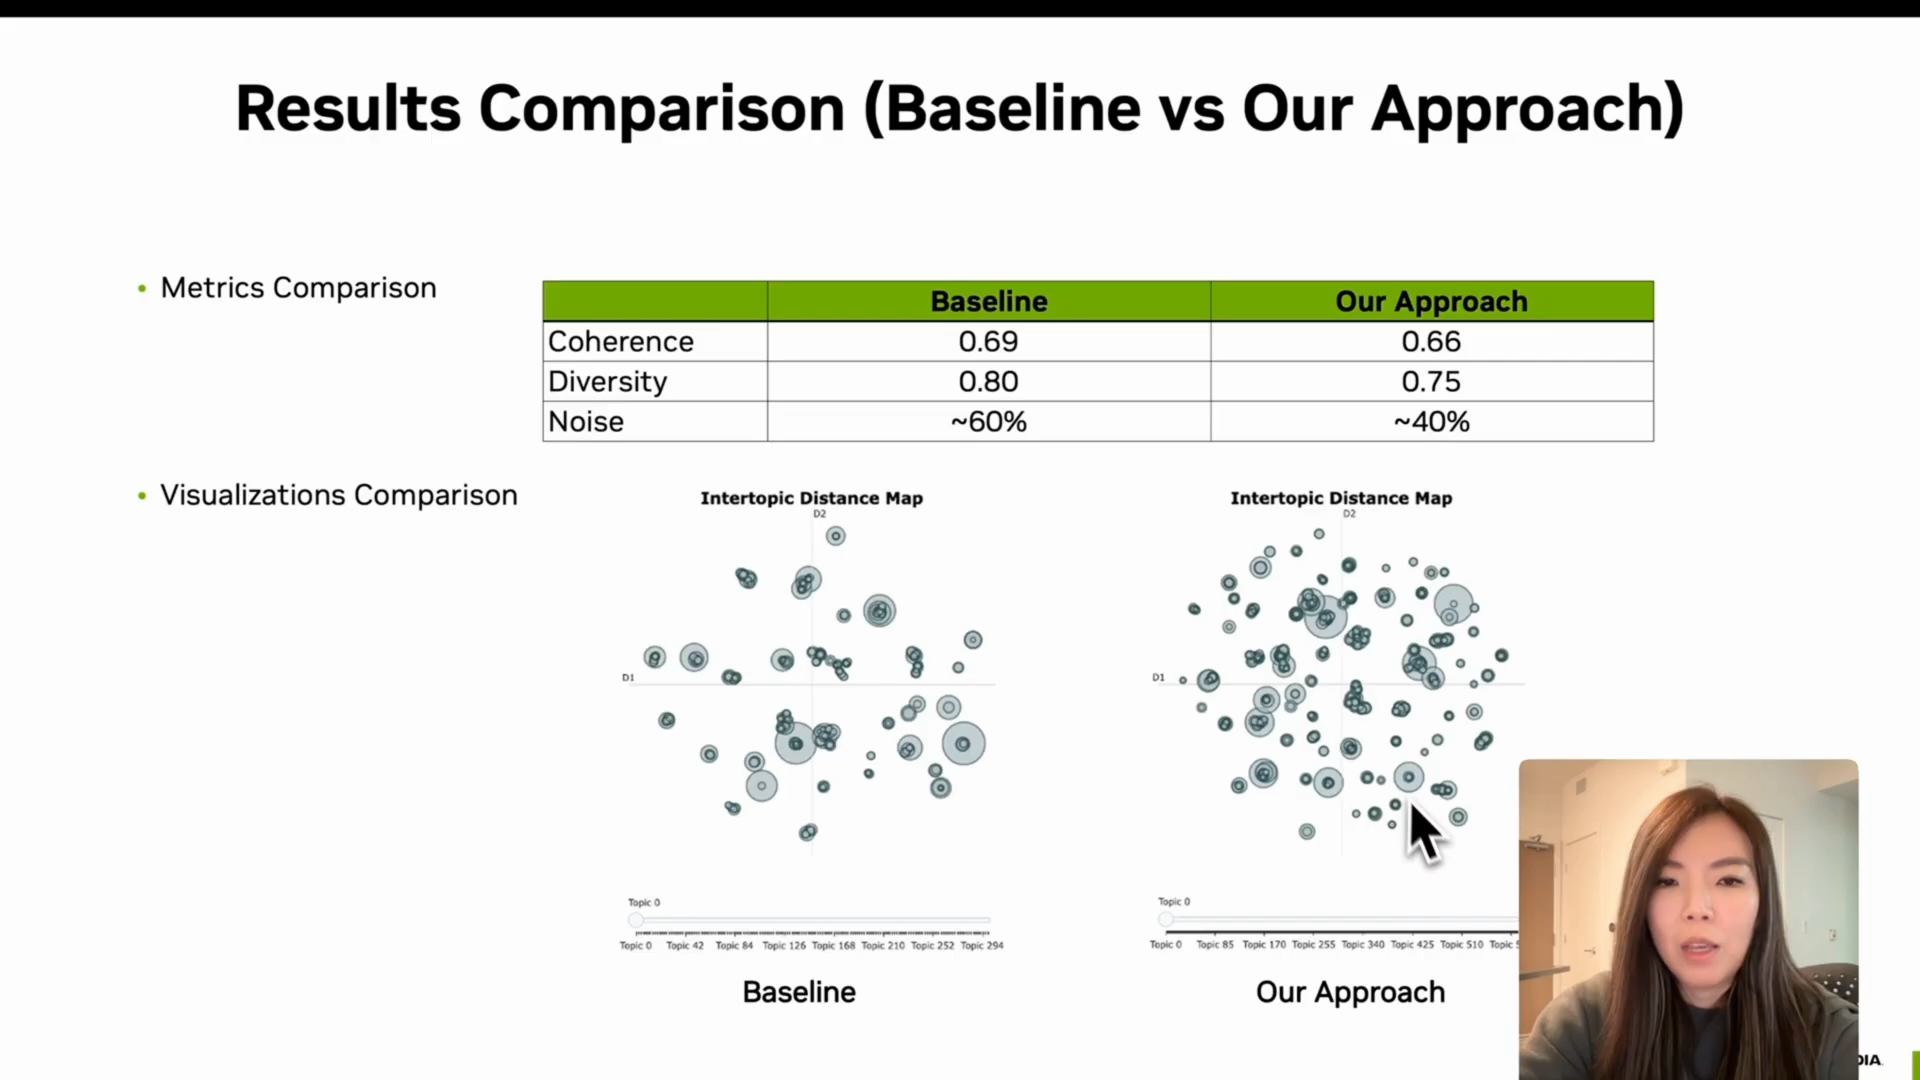 Results Comparison (Baseline vs Our Approach)
• Metrics Comparison
Baseline Our Approach
Coherence 0.69 0.66
Diversity 0.80 0.75
Noise ~60% ~40%
• Visualizations Comparison
Intertopic Distance Map
D2
D1
Topic 0
Topic 0 Topic 42 Topic 84 Topic 126 Topic 168 Topic 210 Topic 252 Topic 294
Baseline
Intertopic Distance Map
D2
D1
Topic 0
Topic 0 Topic 85 Topic 170 Topic 255 Topic 340 Topic 425 Topic 510
Our Approach